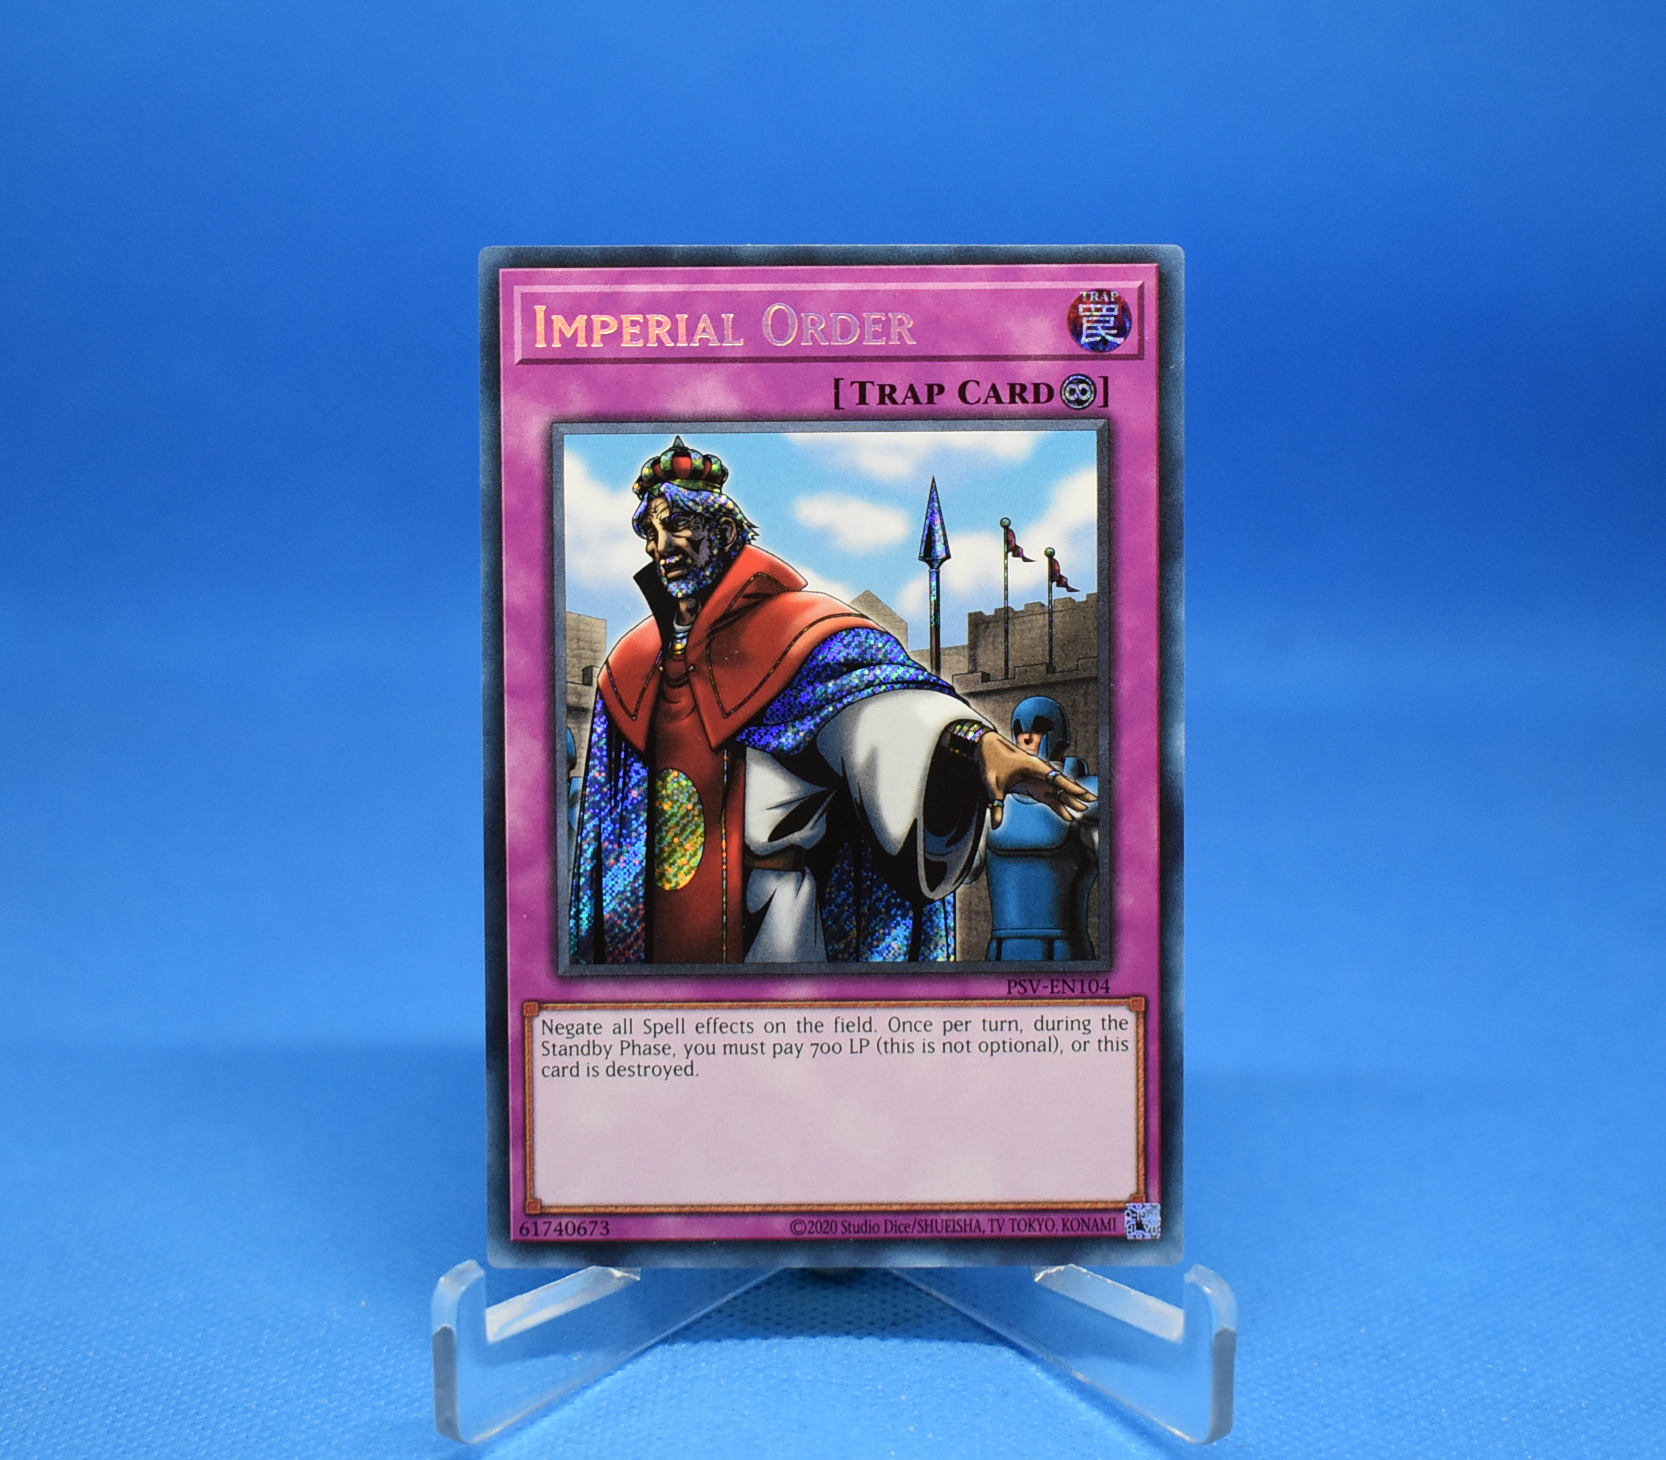 Imperial Order
TRAP
罠
[Trap Card]
PSV-EN104
Negate all Spell effects on the field. Once per turn, during the
Standby Phase, you must pay 700 LP (this is not optional), or this
card is destroyed.
61740673
©2020 Studio Dice/SHUEISHA, TV TOKYO, KONAMI